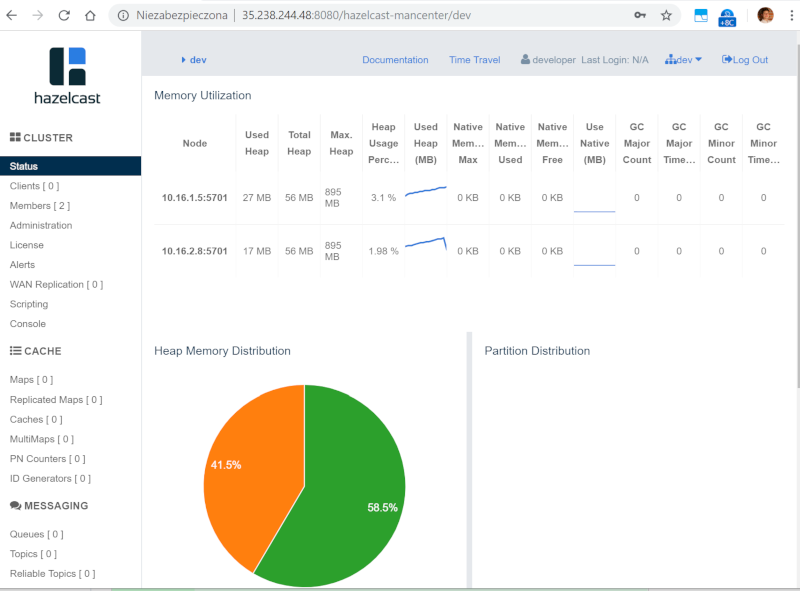 Niezabezpieczona | 35.238.244.48:8080/hazelcast-mancenter/dev
+8C
hazelcast
dev
Documentation
Time Travel
developer Last Login: N/A
dev
Log Out
CLUSTER
Status
Clients [ 0 ]
Members [ 2 ]
Administration
License
Alerts
WAN Replication [ 0 ]
Scripting
Console
CACHE
Maps [ 0 ]
Replicated Maps [ 0 ]
Caches [ 0 ]
MultiMaps [ 0 ]
PN Counters [ 0 ]
ID Generators [ 0 ]
MESSAGING
Queues [ 0 ]
Topics [ 0 ]
Reliable Topics [ 0 ]
Memory Utilization
Node
Used
Heap
Total
Heap
Max.
Heap
Heap
Usage
Perc...
Used
Heap
(MB)
Native
Mem...
Max
Native
Mem...
Used
Native
Mem...
Free
Use
Native
(MB)
GC
Major
Count
GC
Major
Time...
GC
Minor
Count
GC
Minor
Time...
10.16.1.5:5701 27 MB 56 MB 895 MB 3.1 % 0 KB 0 KB 0 KB 0 0 0 0
10.16.2.8:5701 17 MB 56 MB 895 MB 1.98 % 0 KB 0 KB 0 KB 0 0 0 0
Heap Memory Distribution
41.5%
58.5%
Partition Distribution